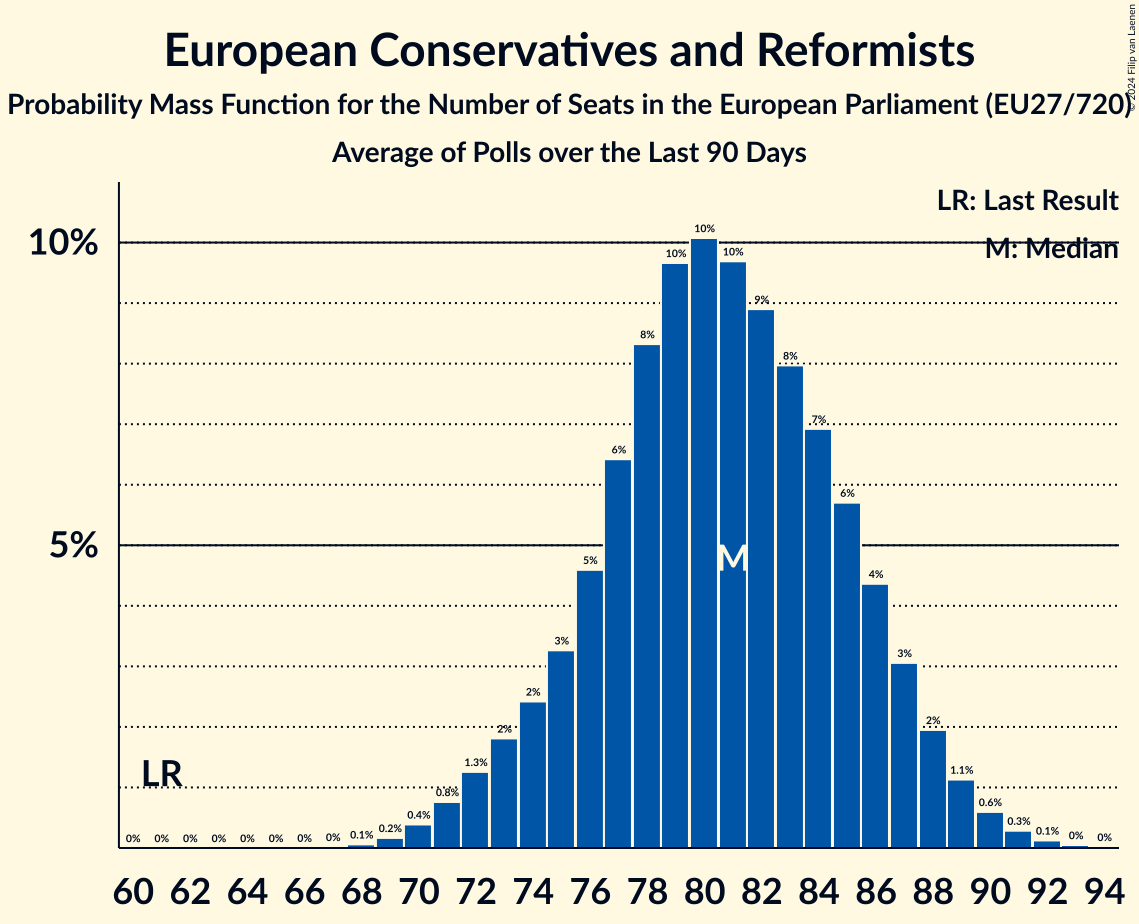 European Conservatives and Reformists
Probability Mass Function for the Number of Seats in the European Parliament (EU27/720)
Average of Polls over the Last 90 Days
© 2024 Filip van Laenen
LR: Last Result
M: Median
10%
5%
LR
M
0% 0% 0% 0% 0% 0% 0% 0% 0.1% 0.2% 0.4% 0.8% 1.3% 2% 2% 3% 5% 6% 8% 10% 10% 10% 9% 8% 7% 6% 4% 3% 2% 1.1% 0.6% 0.3% 0.1% 0% 0%
60 62 64 66 68 70 72 74 76 78 80 82 84 86 88 90 92 94